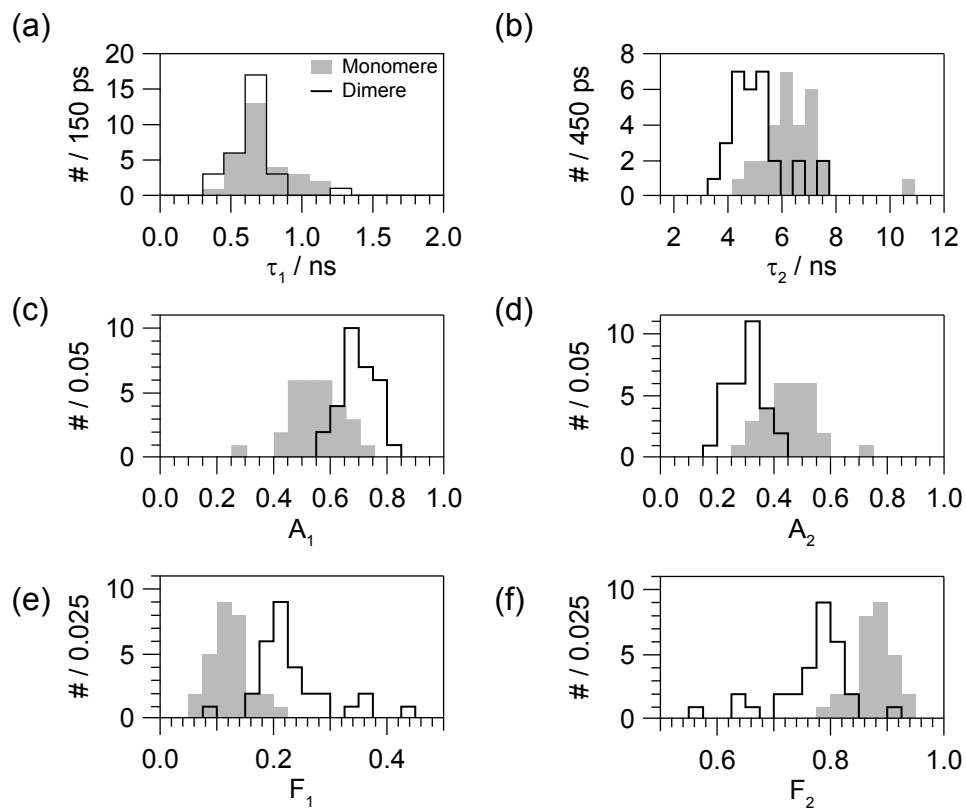 (a)
# / 150 ps
20
15
10
5
0
Monomere
Dimere
0.0 0.5 1.0 1.5 2.0
τ1 / ns
(b)
# / 450 ps
8
6
4
2
0
2 4 6 8 10 12
τ2 / ns
(c)
# / 0.05
10
5
0
0.0 0.2 0.4 0.6 0.8 1.0
A1
(d)
# / 0.05
10
5
0
0.0 0.2 0.4 0.6 0.8 1.0
A2
(e)
# / 0.025
10
5
0
0.0 0.2 0.4
F1
(f)
# / 0.025
10
5
0
0.6 0.8 1.0
F2